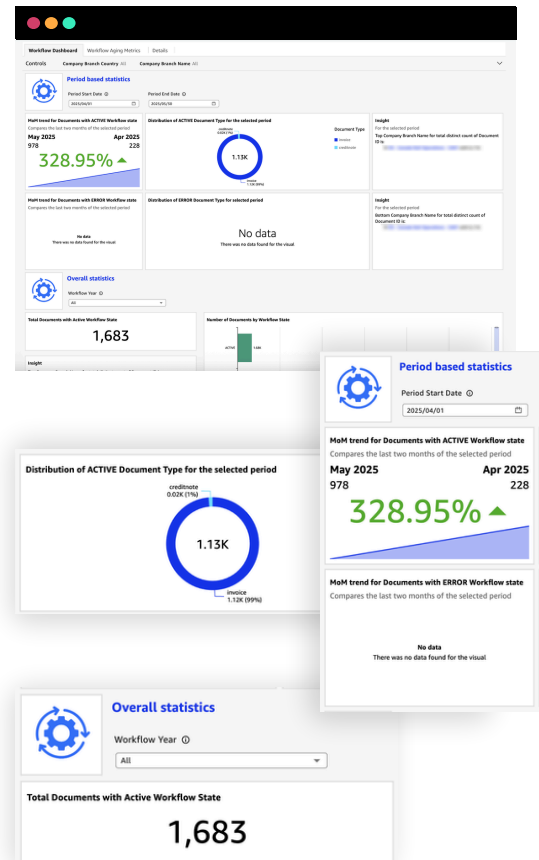 Workflow Dashboard Workflow Aging Metrics Details
Controls Company Branch Country All Company Branch Name All
Period based statistics
Period Start Date Period End Date
2025/04/01 2025/05/30
MoM trend for Documents with ACTIVE Workflow state
Compares the last two months of the selected period
May 2025 Apr 2025
978 228
328.95%
Distribution of ACTIVE Document Type for the selected period
creditnote
0.02K (1%)
1.13K
invoice
1.12K (99%)
Document Type
invoice
creditnote
Insight
For the selected period
Top Company Branch Name for total distinct count of Document
ID is:
MoM trend for Documents with ERROR Workflow state
Compares the last two months of the selected period
No data
There was no data found for the visual
Distribution of ERROR Document Type for selected period
No data
There was no data found for the visual
Insight
For the selected period
Bottom Company Branch Name for total distinct count of
Document ID is:
Overall statistics
Workflow Year
All
Total Documents with Active Workflow State
1,683
Number of Documents by Workflow State
ACTIVE
Insight
Period based statistics
Period Start Date
2025/04/01
MoM trend for Documents with ACTIVE Workflow state
Compares the last two months of the selected period
May 2025 Apr 2025
978 228
328.95%
MoM trend for Documents with ERROR Workflow state
Compares the last two months of the selected period
No data
There was no data found for the visual
Distribution of ACTIVE Document Type for the selected period
creditnote
0.02K (1%)
1.13K
invoice
1.12K (99%)
Overall statistics
Workflow Year
All
Total Documents with Active Workflow State
1,683